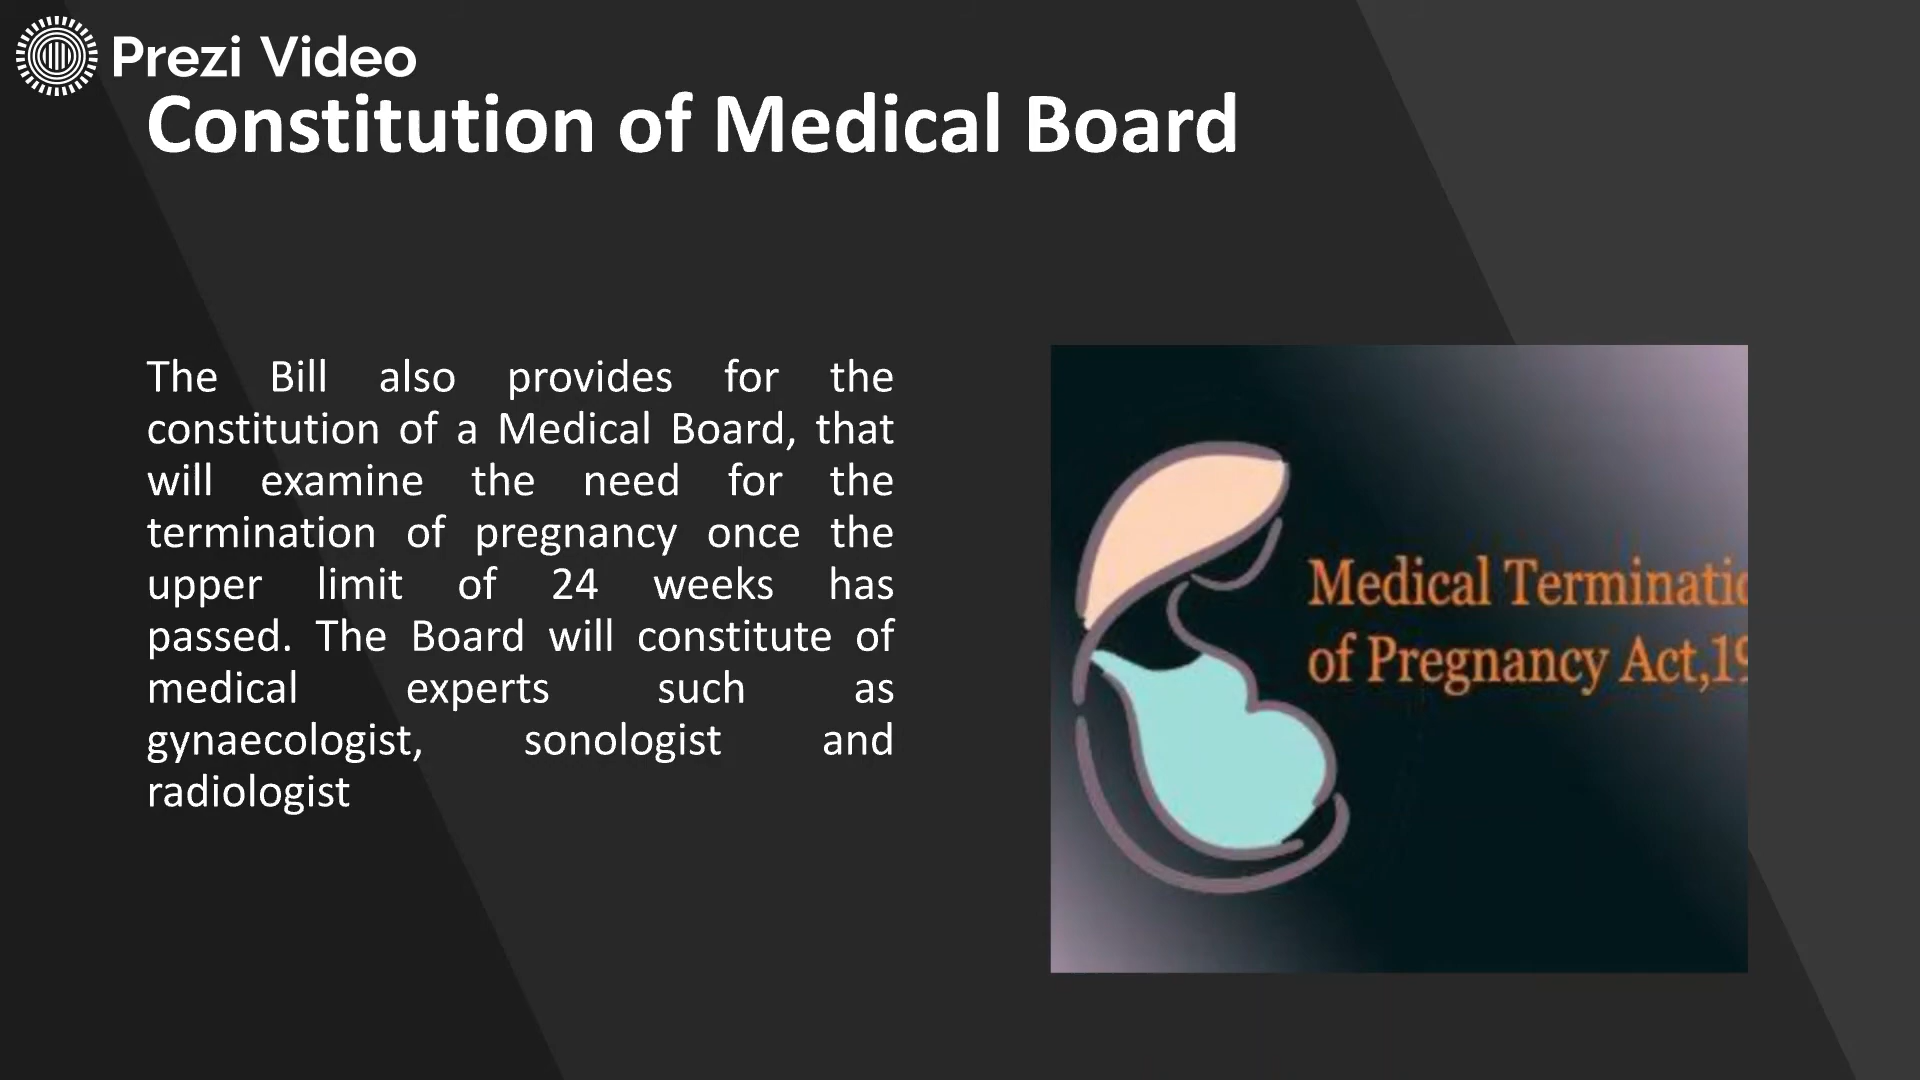 Prezi Video
Constitution of Medical Board
The Bill also provides for the
constitution of a Medical Board, that
will examine the need for the
termination of pregnancy once the
upper limit of 24 weeks has
passed. The Board will constitute of
medical experts such as
gynaecologist, sonologist and
radiologist
Medical Terminatio
of Pregnancy Act,19